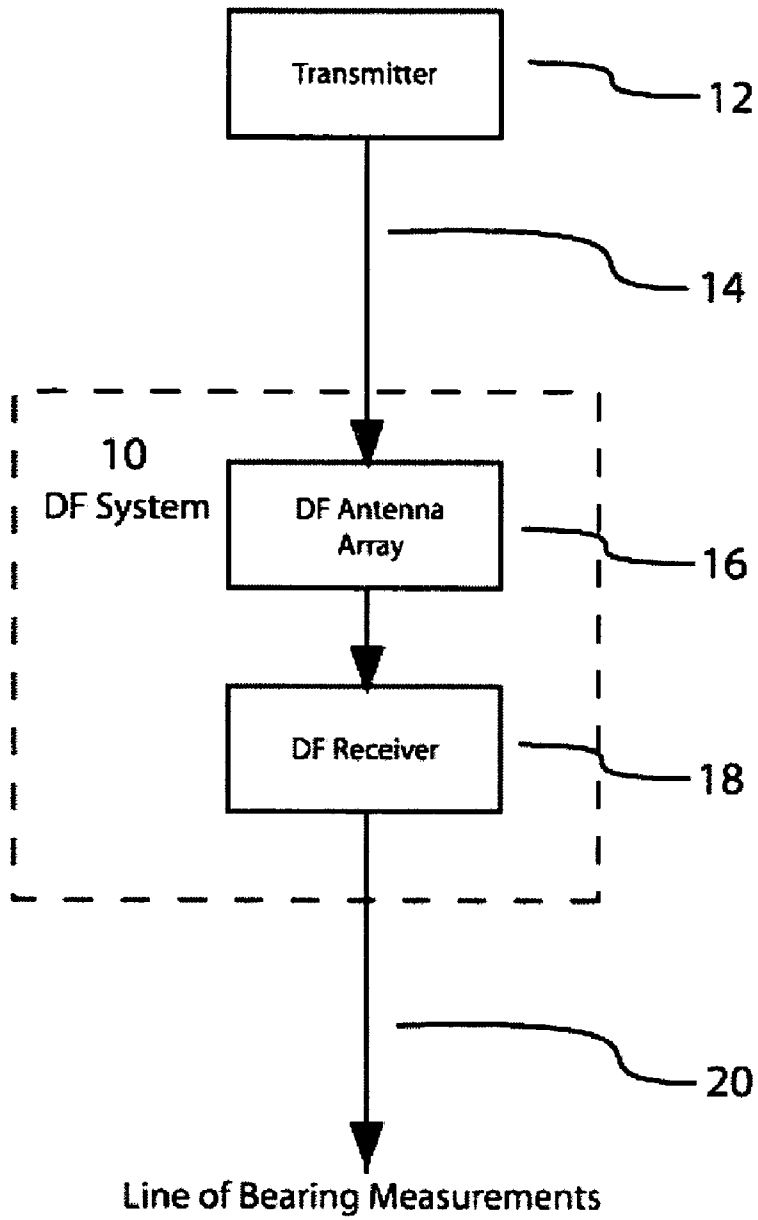 Transmitter
12
14
10
DF System
DF Antenna
Array
16
DF Receiver
18
20
Line of Bearing Measurements